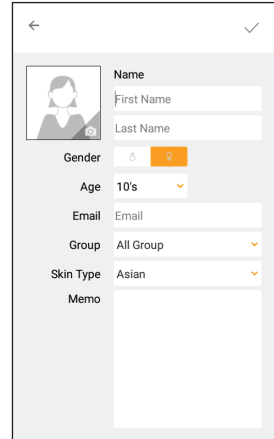 Name
First Name
Last Name
Gender
Age 10's
Email Email
Group All Group
Skin Type Asian
Memo